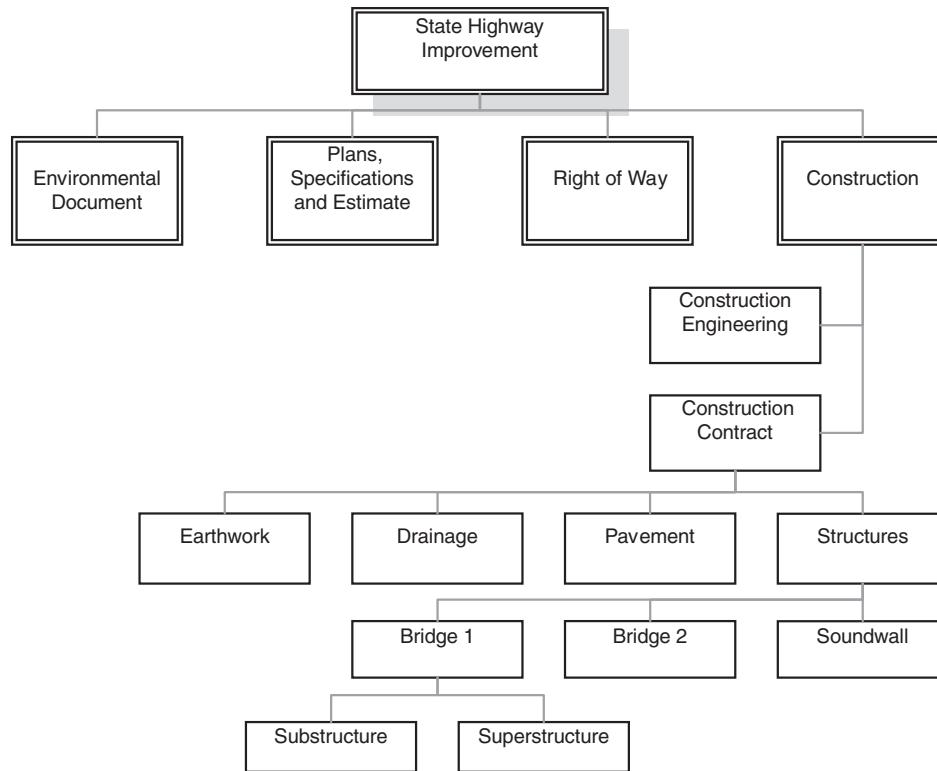 State Highway
Improvement
Environmental
Document
Plans,
Specifications
and Estimate
Right of Way
Construction
Construction
Engineering
Construction
Contract
Earthwork
Drainage
Pavement
Structures
Bridge 1
Bridge 2
Soundwall
Substructure
Superstructure